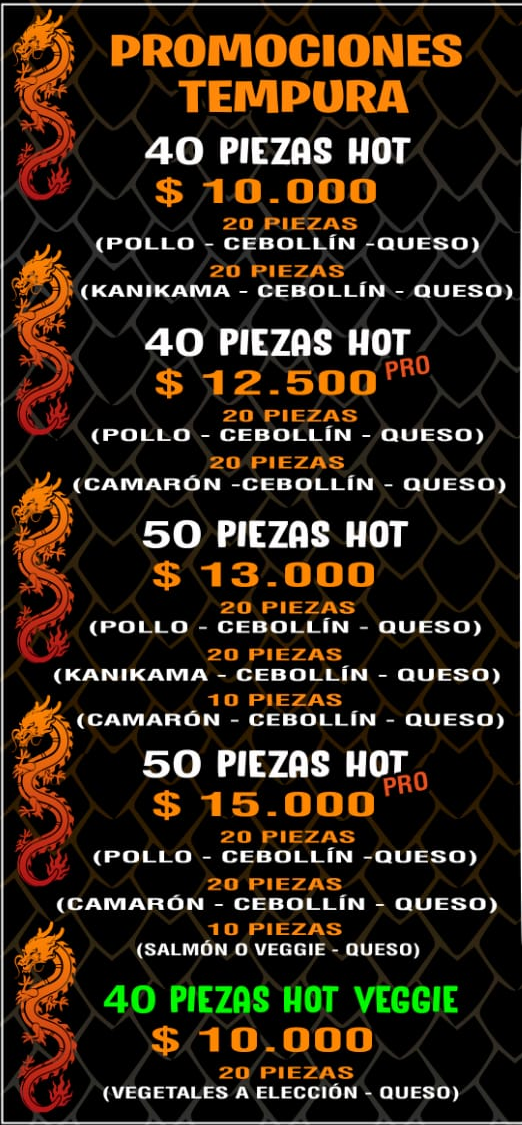 PROMOCIONES
TEMPURA
40 PIEZAS HOT
$ 10.000
20 PIEZAS
(POLLO - CEBOLLÍN -QUESO)
20 PIEZAS
(KANIKAMA - CEBOLLÍN - QUESO)
40 PIEZAS HOT
$ 12.500 PRO
20 PIEZAS
(POLLO - CEBOLLÍN - QUESO)
20 PIEZAS
(CAMARÓN -CEBOLLÍN - QUESO)
50 PIEZAS HOT
$ 13.000
20 PIEZAS
(POLLO - CEBOLLÍN - QUESO)
20 PIEZAS
(KANIKAMA - CEBOLLÍN - QUESO)
10 PIEZAS
(CAMARÓN - CEBOLLÍN - QUESO)
50 PIEZAS HOT
$ 15.000 PRO
20 PIEZAS
(POLLO - CEBOLLÍN -QUESO)
20 PIEZAS
(CAMARÓN - CEBOLLÍN - QUESO)
10 PIEZAS
(SALMÓN O VEGGIE - QUESO)
40 PIEZAS HOT VEGGIE
$ 10.000
20 PIEZAS
(VEGETALES A ELECCIÓN - QUESO)